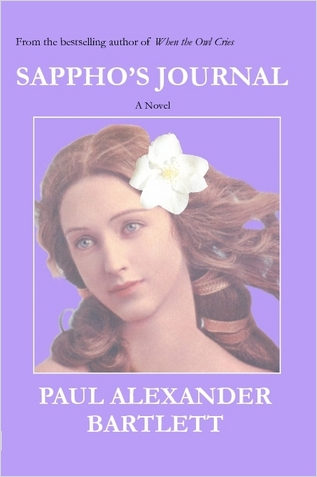 From the bestselling author of When the Owl Cries
SAPPHO'S JOURNAL
A Novel
PAUL ALEXANDER
BARTLETT